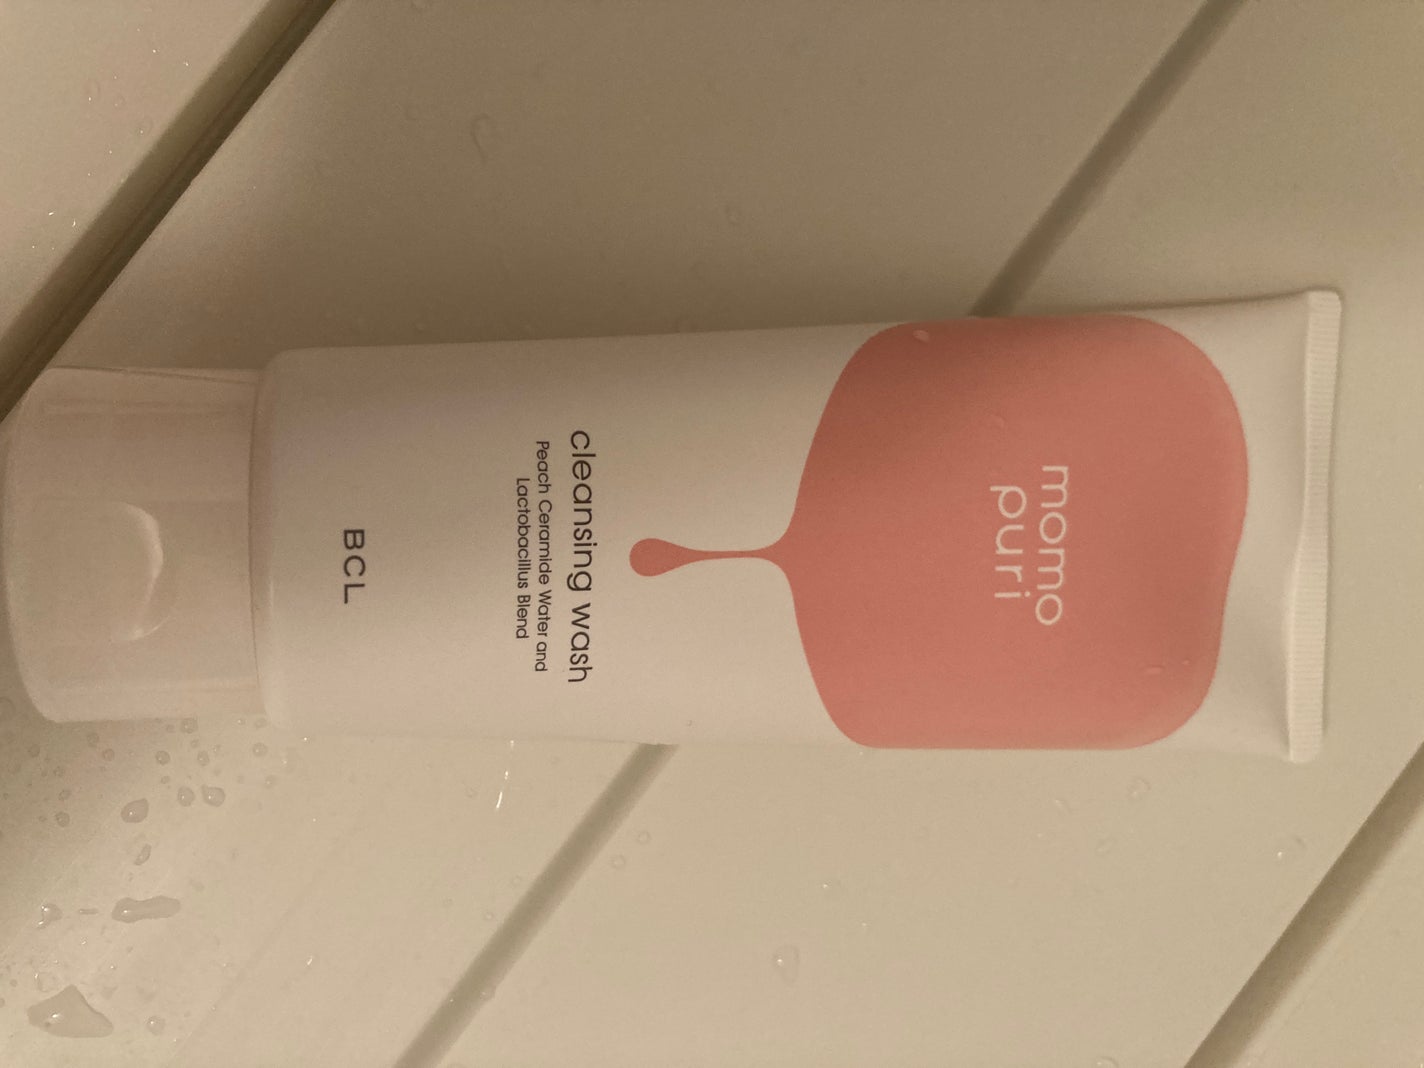 momo
puri
cleansing wash
Peach Ceramide Water and
Lactobacillus Blend
BCL